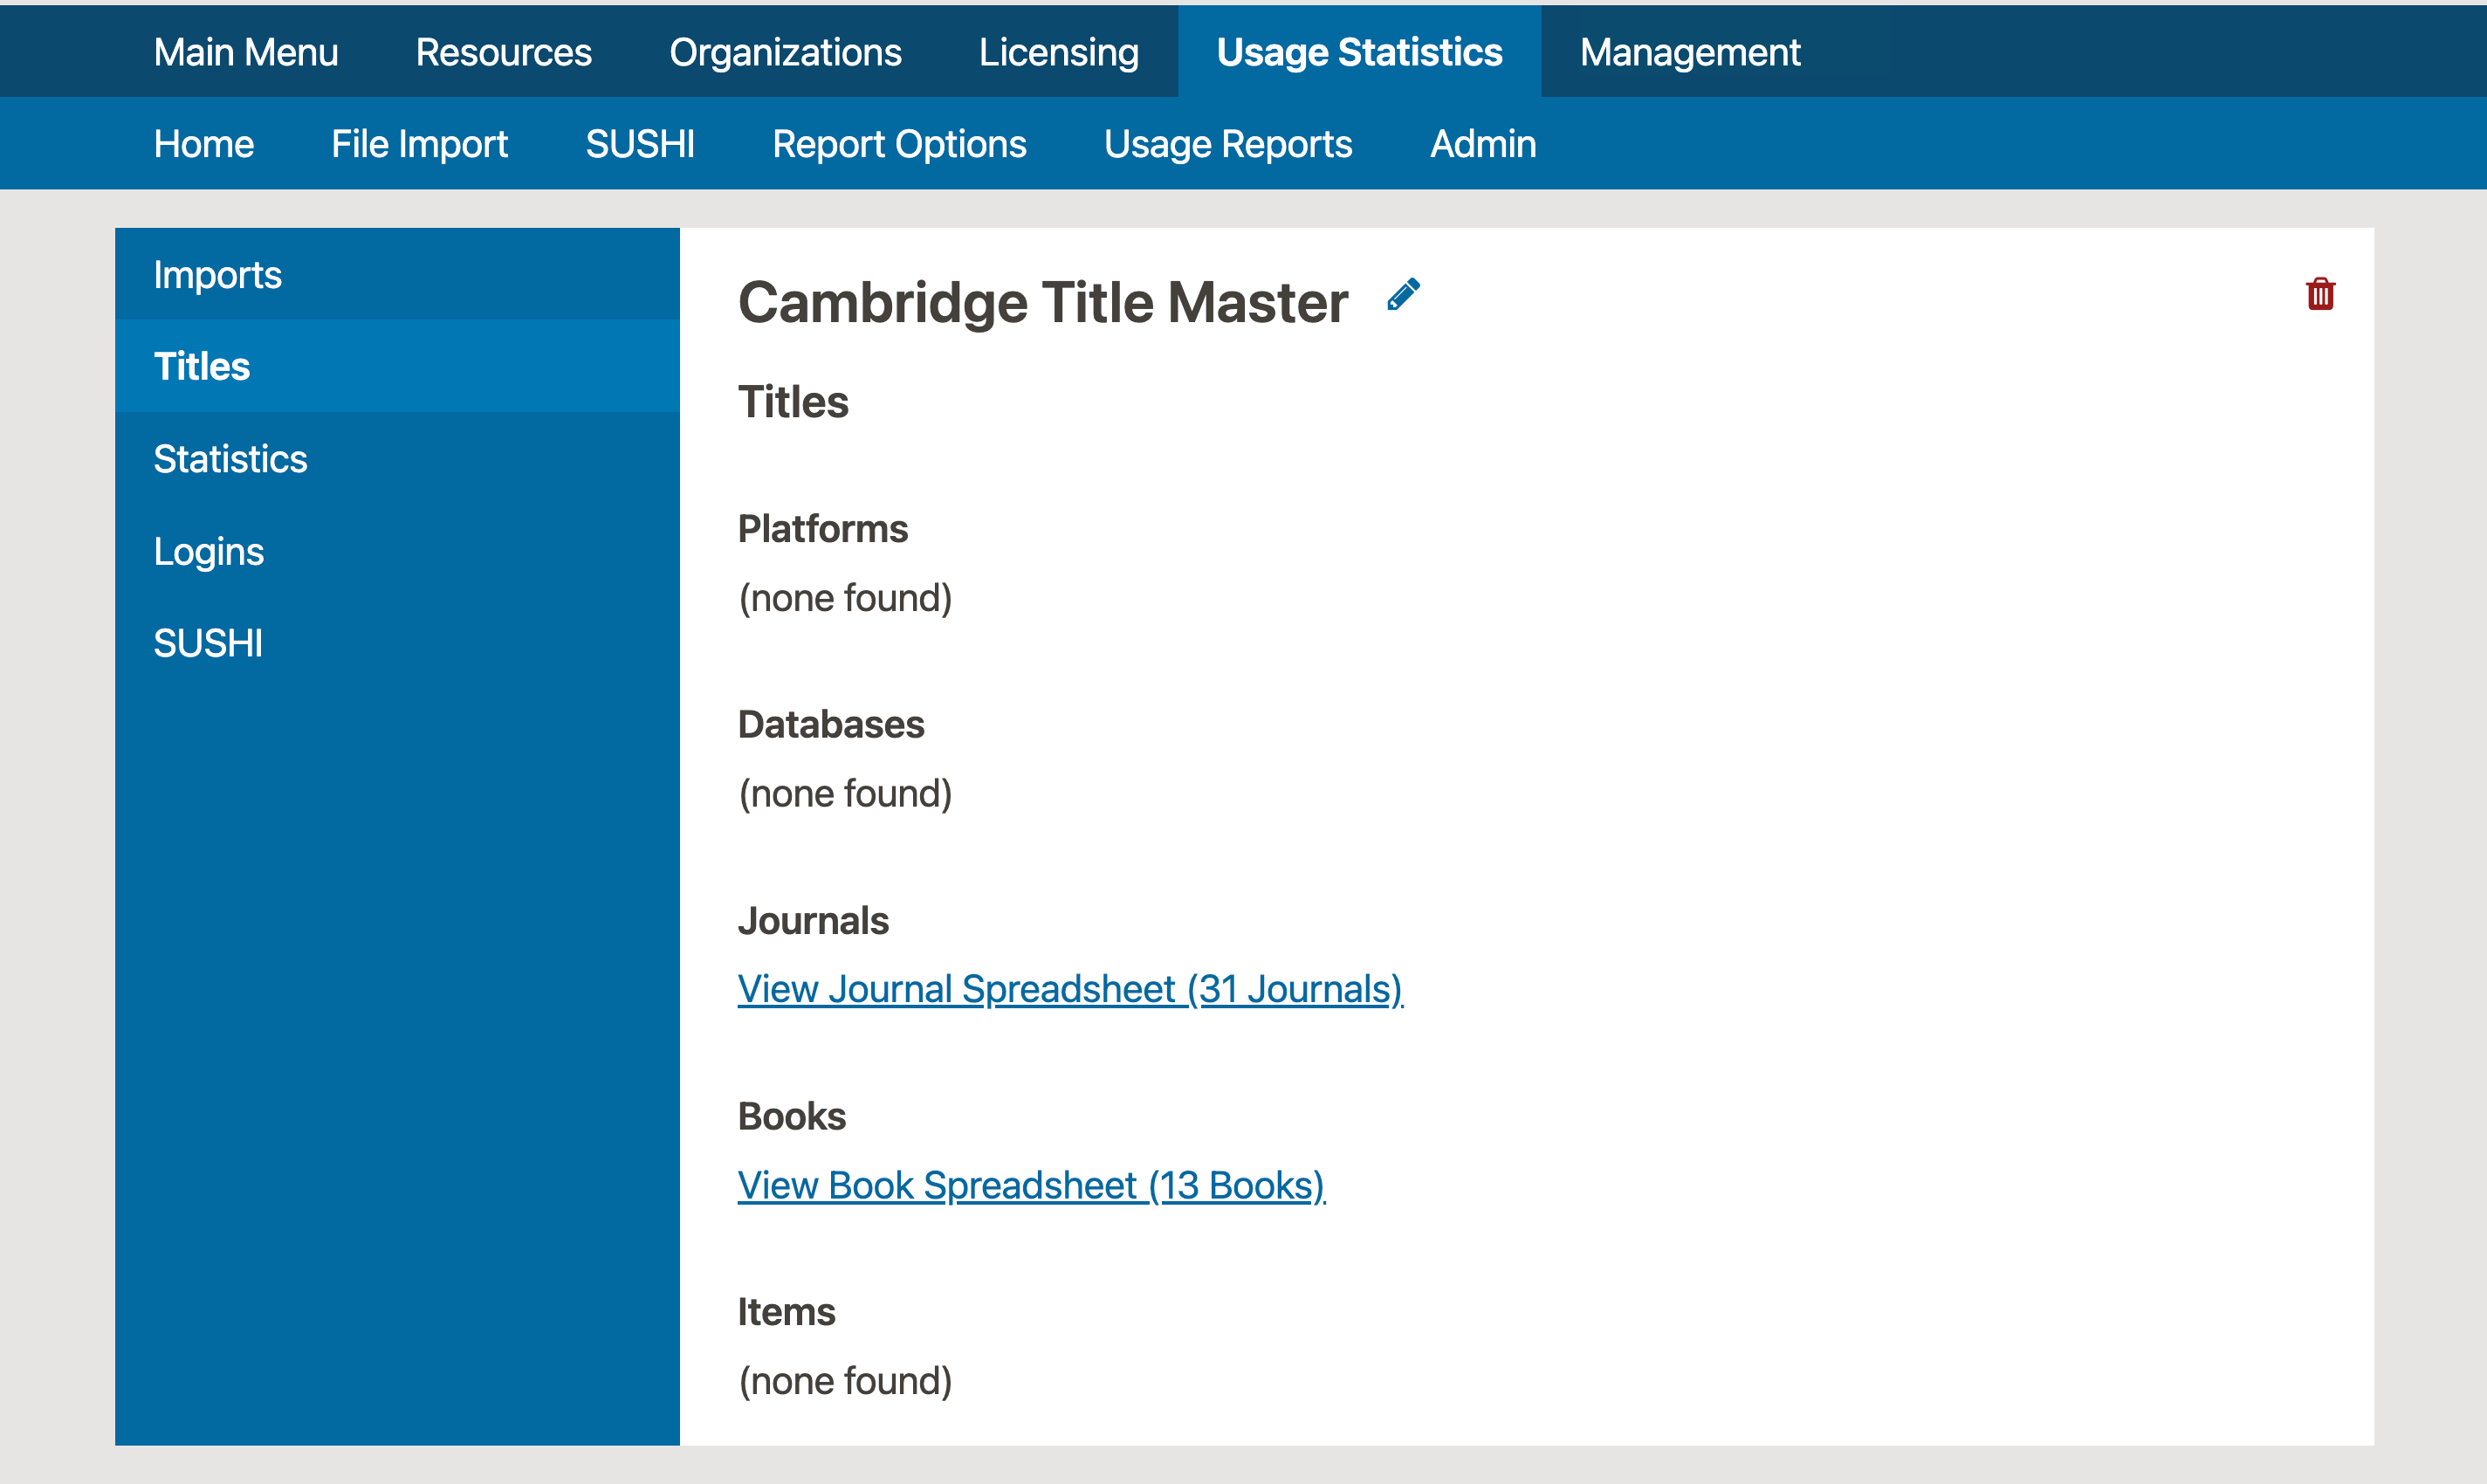 Main Menu Resources Organizations Licensing Usage Statistics Management
Home File Import SUSHI Report Options Usage Reports Admin
Imports
Titles
Statistics
Logins
SUSHI
Cambridge Title Master
Titles
Platforms
(none found)
Databases
(none found)
Journals
View Journal Spreadsheet (31 Journals)
Books
View Book Spreadsheet (13 Books)
Items
(none found)